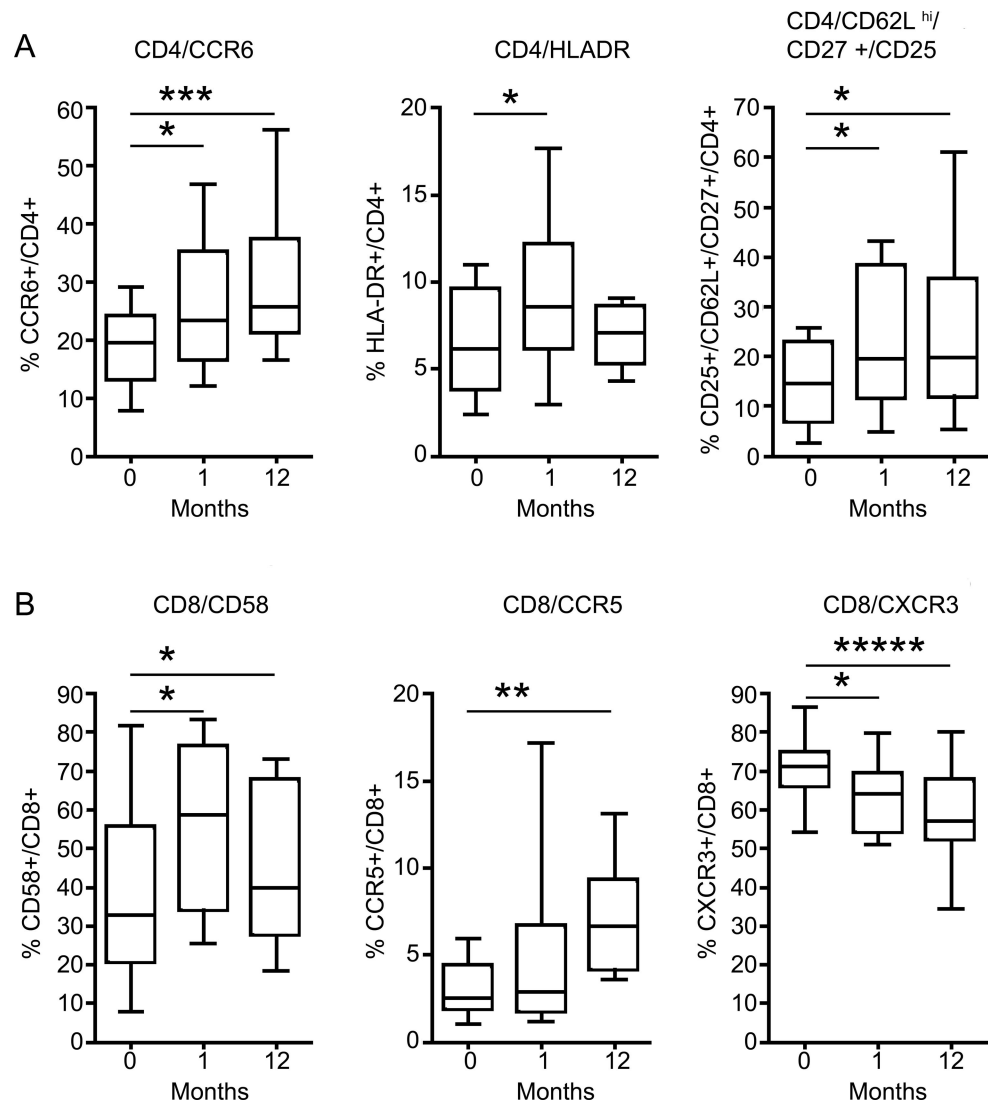 A
CD4/CCR6
CD4/HLADR
CD4/CD62L hi/
CD27 +/CD25
% CCR6+/CD4+
60
50
40
30
20
10
0
***
*
0 1 12
Months
% HLA-DR+/CD4+
20
15
10
5
0
*
0 1 12
Months
% CD25+/CD62L+/CD27+/CD4+
70
60
50
40
30
20
10
0
*
*
0 1 12
Months
B
CD8/CD58
CD8/CCR5
CD8/CXCR3
% CD58+/CD8+
90
80
70
60
50
40
30
20
10
0
*
*
0 1 12
Months
% CCR5+/CD8+
20
15
10
5
0
**
0 1 12
Months
% CXCR3+/CD8+
90
80
70
60
50
40
30
20
10
0
*****
*
0 1 12
Months